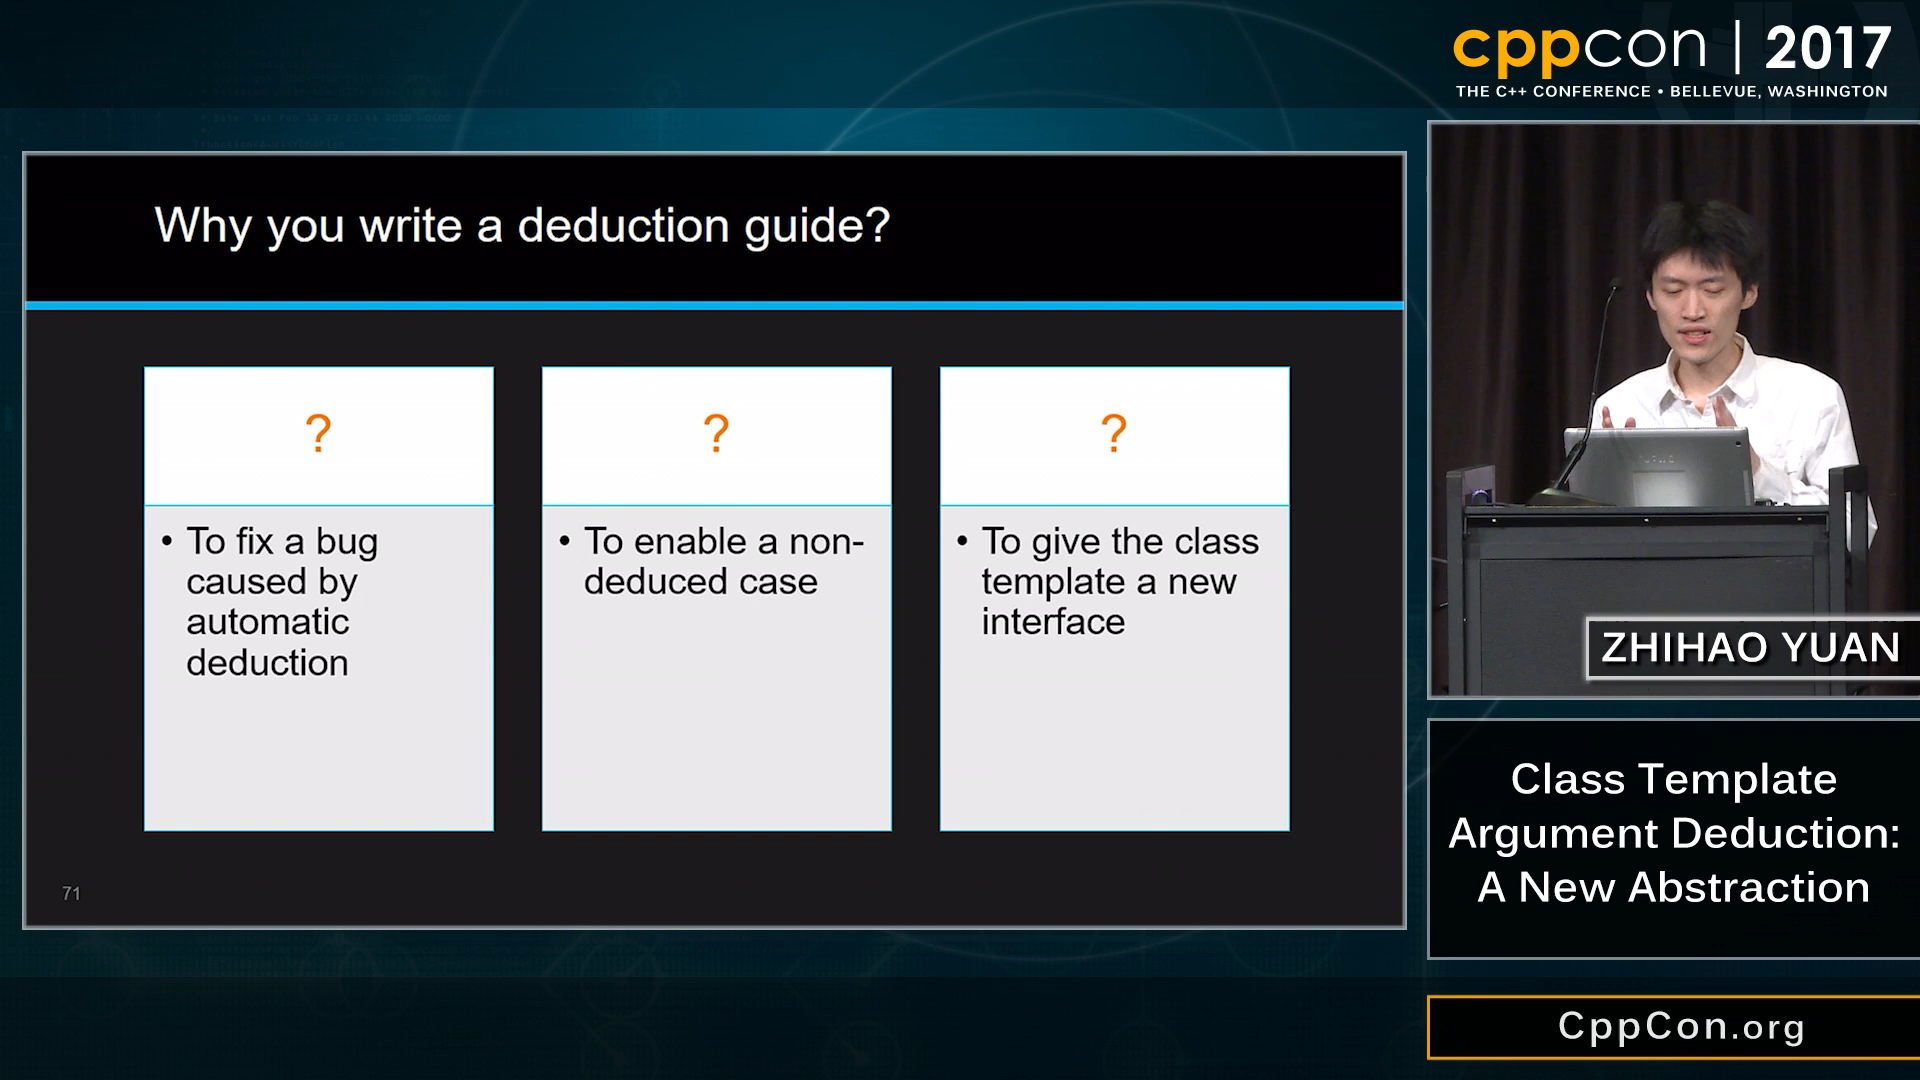 cppcon | 2017
THE C++ CONFERENCE • BELLEVUE, WASHINGTON
Why you write a deduction guide?
?
• To fix a bug
caused by
automatic
deduction
?
• To enable a non-
deduced case
?
• To give the class
template a new
interface
71
ZHIHAO YUAN
Class Template
Argument Deduction:
A New Abstraction
CppCon.org